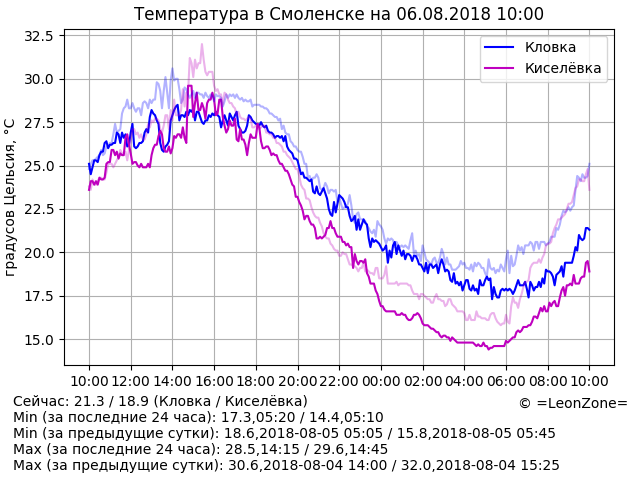 Температура в Смоленске на 06.08.2018 10:00
Кловка
Киселёвка
градусов Цельсия, °C
32.5
30.0
27.5
25.0
22.5
20.0
17.5
15.0
10:00 12:00 14:00 16:00 18:00 20:00 22:00 00:00 02:00 04:00 06:00 08:00 10:00
Сейчас: 21.3 / 18.9 (Кловка / Киселёвка)
© =LeonZone=
Min (за последние 24 часа): 17.3,05:20 / 14.4,05:10
Min (за предыдущие сутки): 18.6,2018-08-05 05:05 / 15.8,2018-08-05 05:45
Max (за последние 24 часа): 28.5,14:15 / 29.6,14:45
Max (за предыдущие сутки): 30.6,2018-08-04 14:00 / 32.0,2018-08-04 15:25